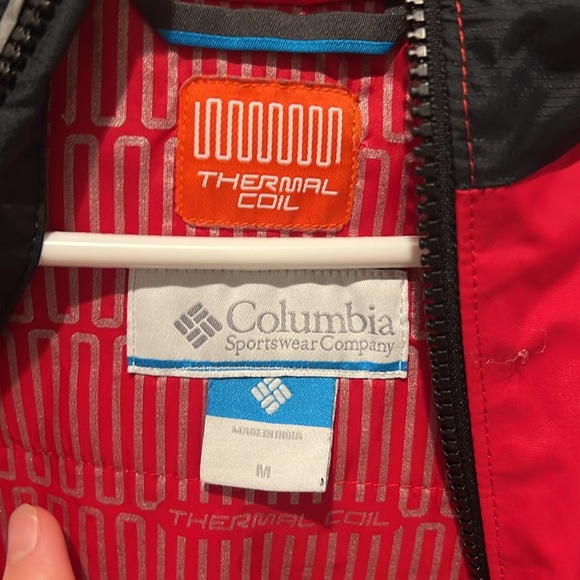 THERMAL
COIL
Columbia
Sportswear Company
MADE IN INDIA
M
THERMAL COIL